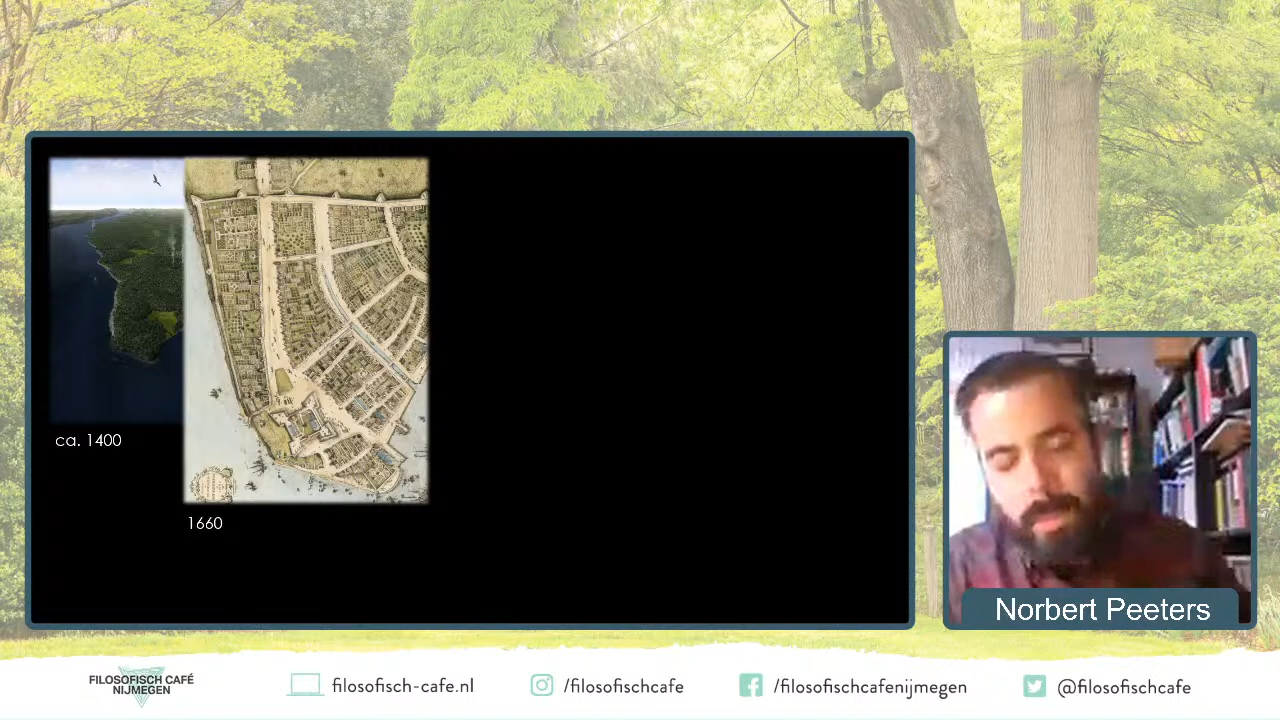 ca. 1400
1660
Norbert Peeters
FILOSOFISCH CAFÉ
NIJMEGEN
filosofisch-cafe.nl
/filosofischcafe
/filosofischcafenijmegen
@filosofischcafe